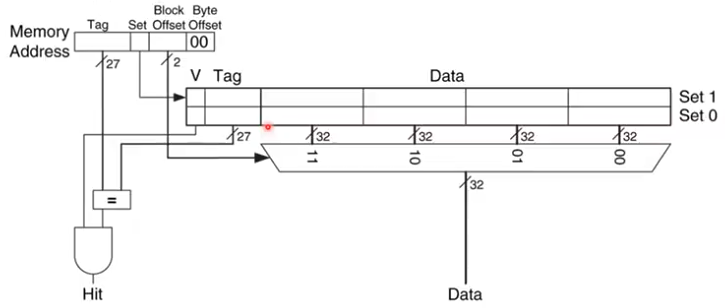 Block Byte
Tag Set Offset Offset
Memory
Address
00
27
2
V Tag Data
Set 1
Set 0
27 32 32 32 32
11 10 01 00
=
32
Hit Data